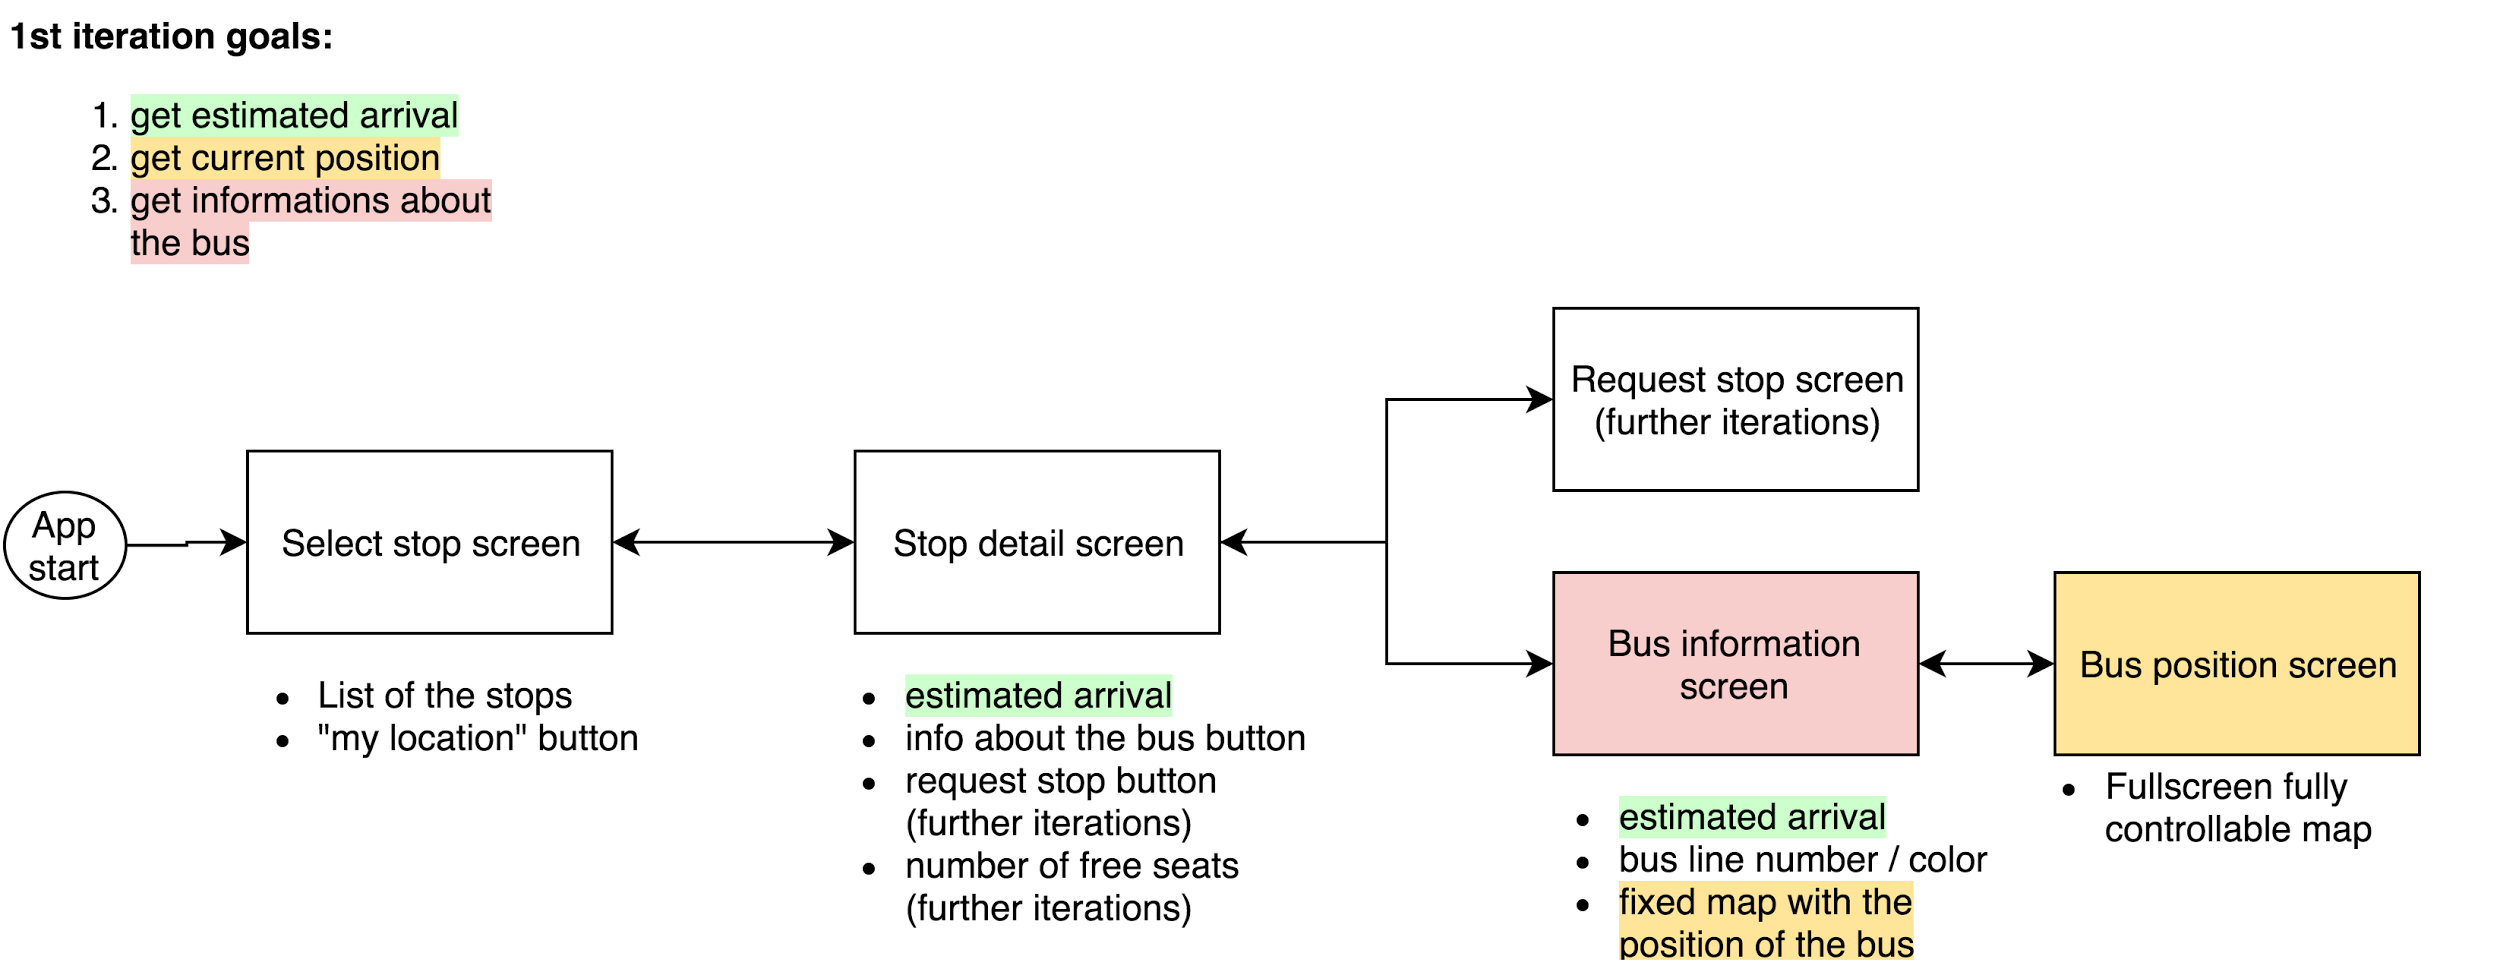 1st iteration goals:
1. get estimated arrival
2. get current position
3. get informations about
the bus
App
start
Select stop screen
• List of the stops
• "my location" button
Stop detail screen
• estimated arrival
• info about the bus button
• request stop button
(further iterations)
• number of free seats
(further iterations)
Request stop screen
(further iterations)
Bus information
screen
• estimated arrival
• bus line number / color
• fixed map with the
position of the bus
Bus position screen
• Fullscreen fully
controllable map